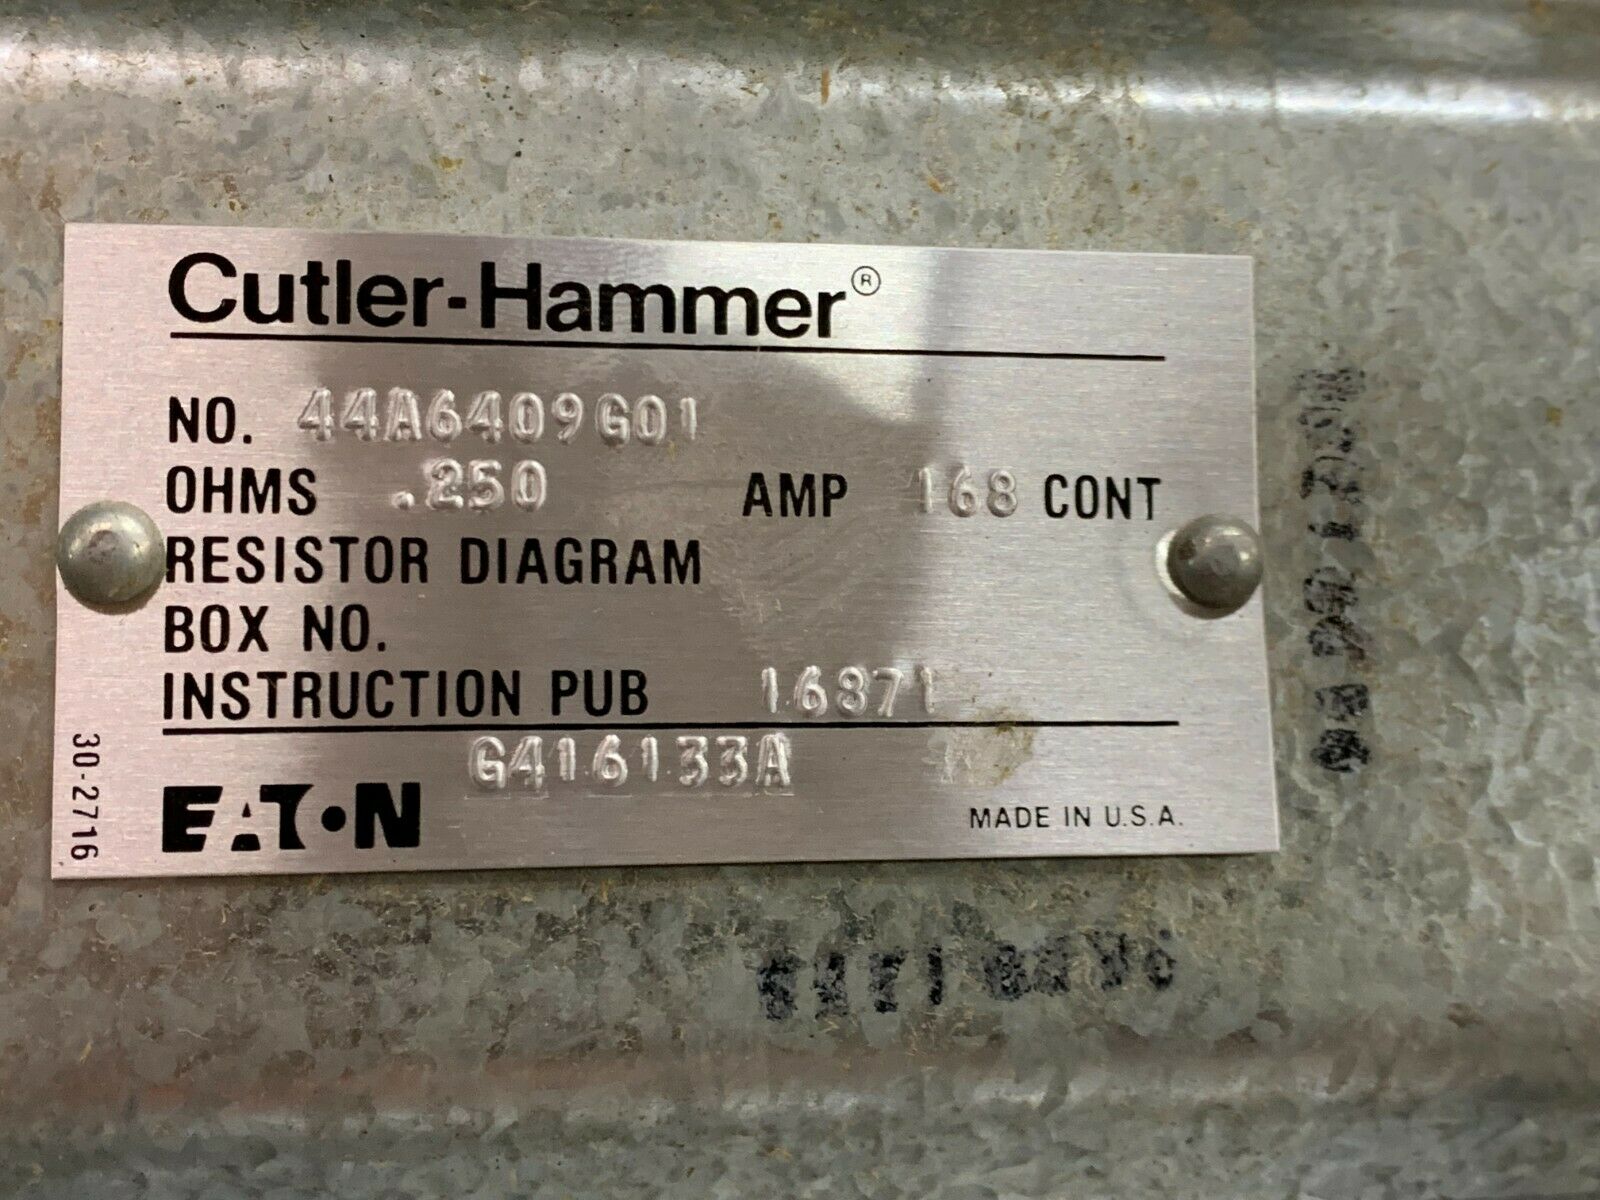 Cutler-Hammer®
NO. 44A6409G01
OHMS .250 AMP 168 CONT
RESISTOR DIAGRAM
BOX NO.
INSTRUCTION PUB 16871
G416133A
EATON
MADE IN U.S.A.
30-2716